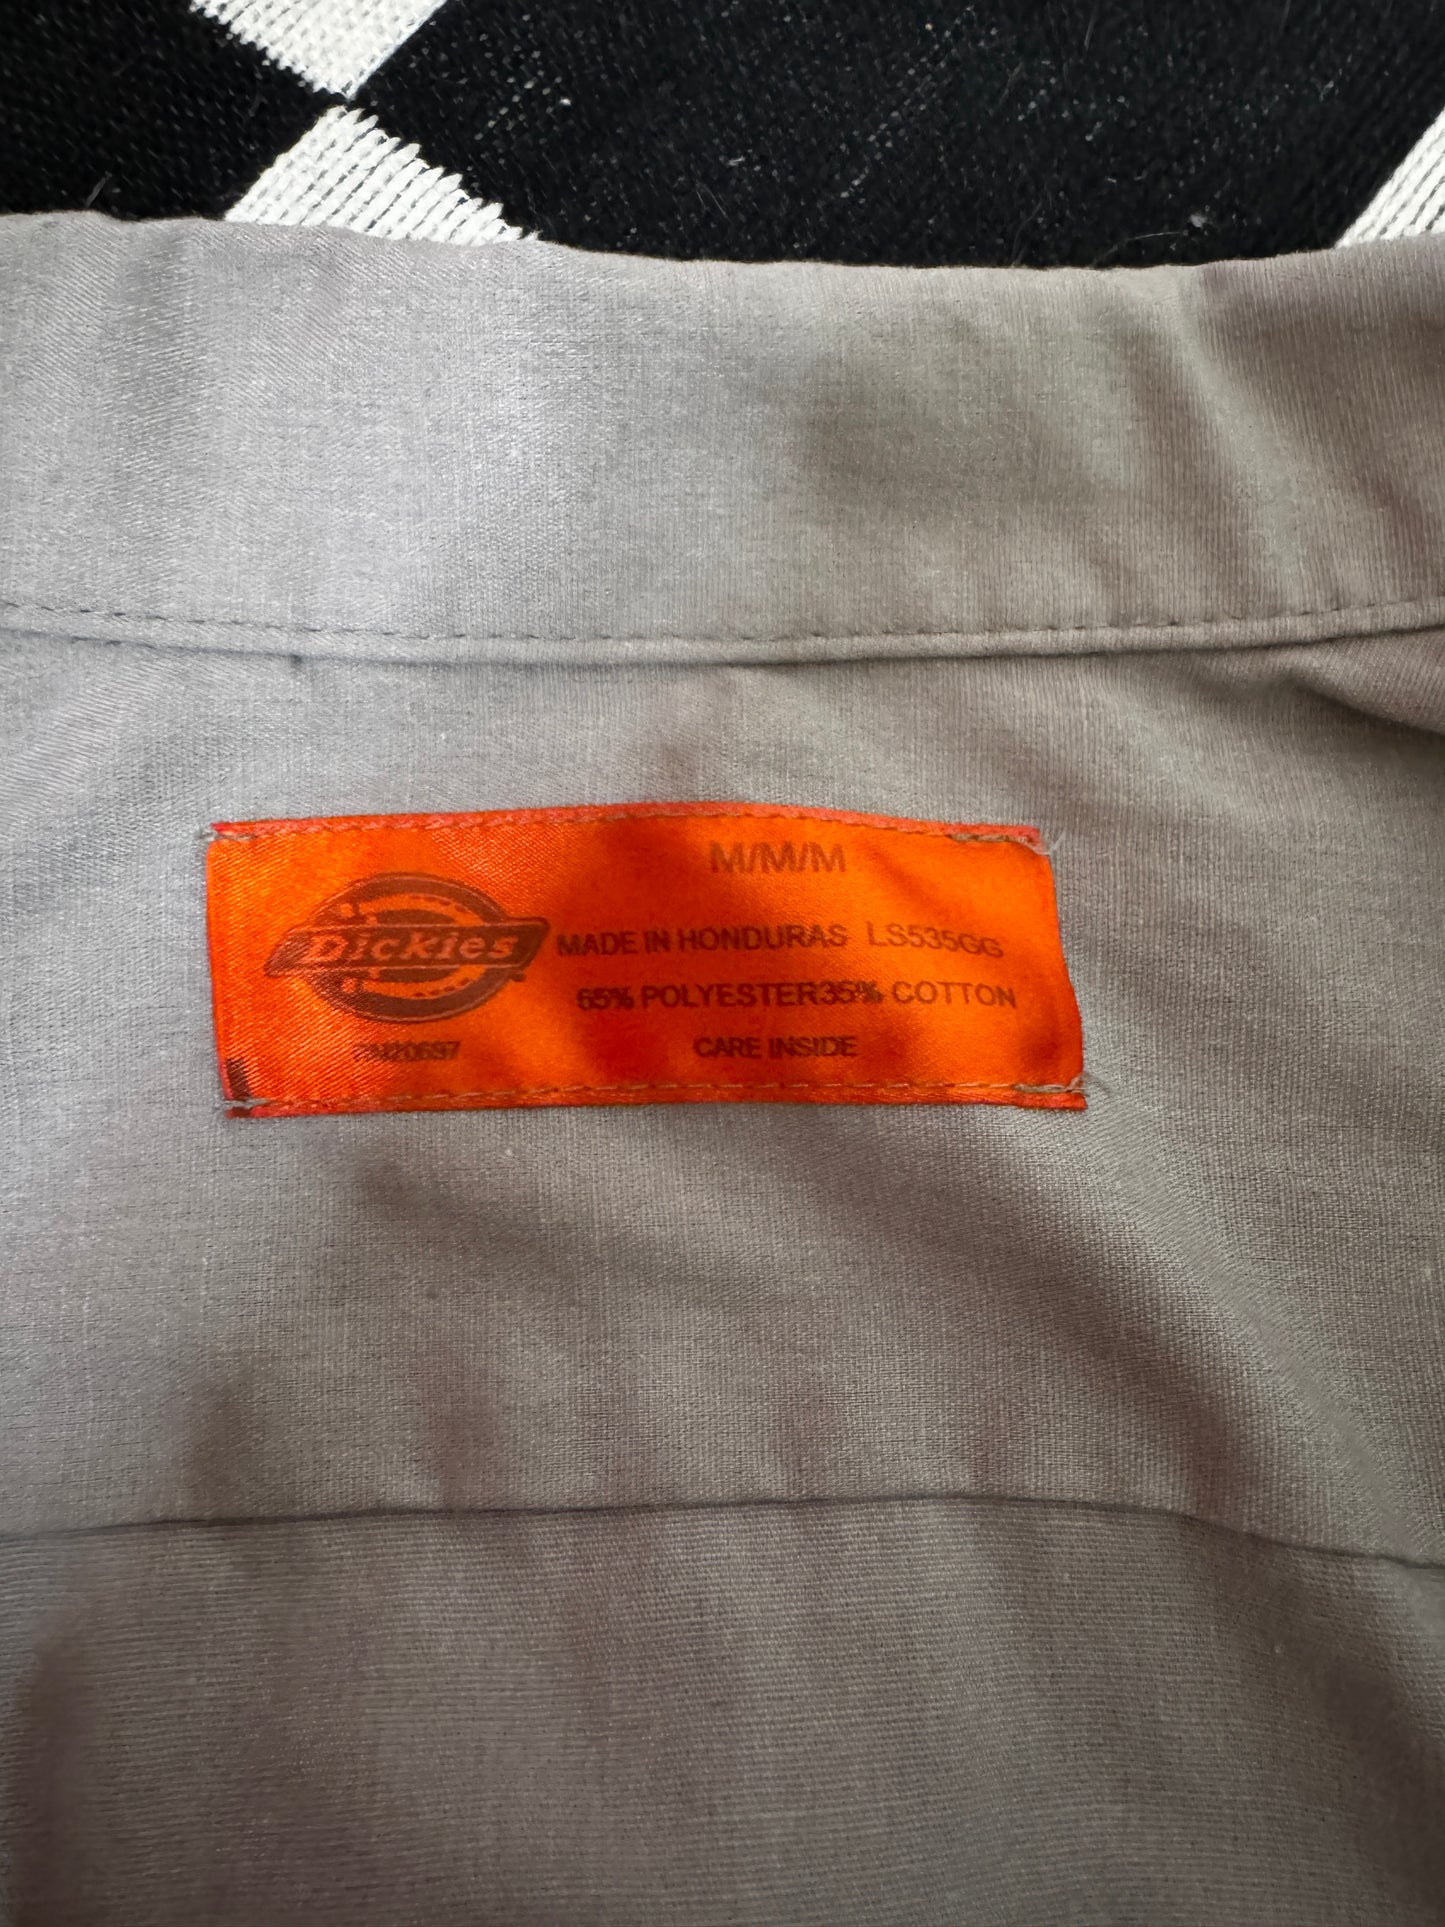 M/M/M
Dickies
MADE IN HONDURAS LS535GG
65% POLYESTER35% COTTON
CARE INSIDE